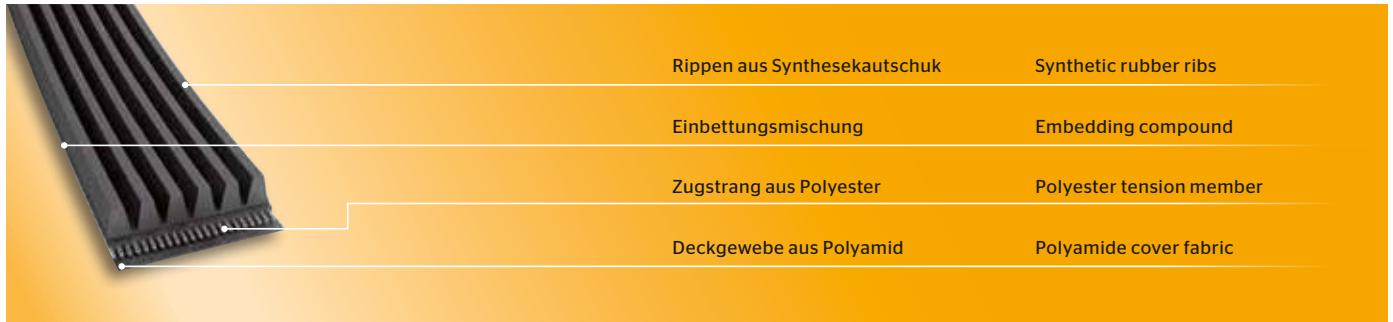 Rippen aus Synthesekautschuk Synthetic rubber ribs
Einbettungsmischung Embedding compound
Zugstrang aus Polyester Polyester tension member
Deckgewebe aus Polyamid Polyamide cover fabric